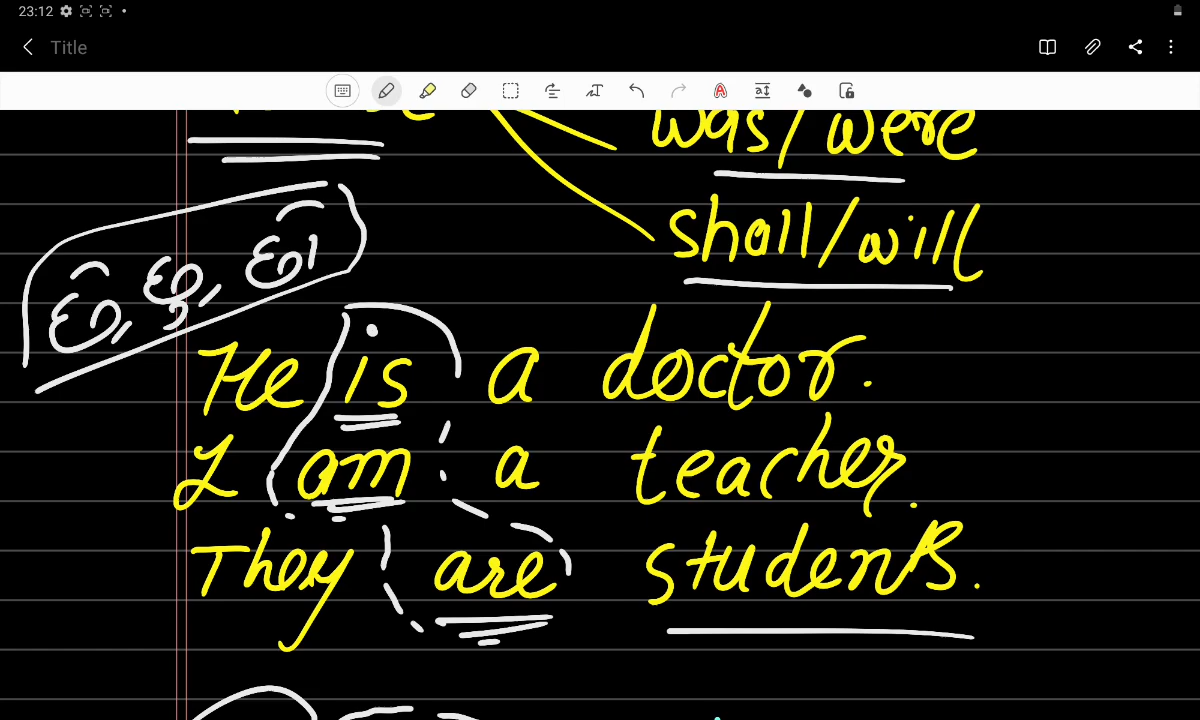 23:12
Title
was/were
shall/will
है, हूँ, हैं
He is a doctor.
I am a teacher.
They are students.